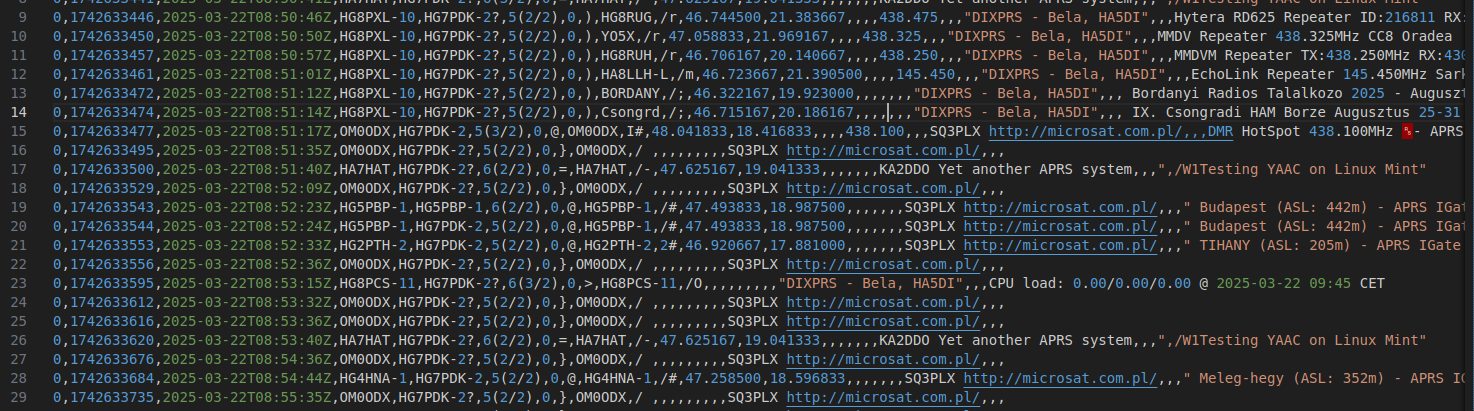 9 0,1742633446,2025-03-22T08:50:46Z,HG8PXL-10,HG7PDK-2?,5(2/2),0,),HG8RUG,/r,46.744500,21.383667,,,,438.475,,,"DIXPRS - Bela, HA5DI",,,Hytera RD625 Repeater ID:216811 RX:
10 0,1742633450,2025-03-22T08:50:50Z,HG8PXL-10,HG7PDK-2?,5(2/2),0,),YO5X,/r,47.058833,21.969167,,,,438.325,,,"DIXPRS - Bela, HA5DI",,,MMDV Repeater 438.325MHz CC8 Oradea
11 0,1742633457,2025-03-22T08:50:57Z,HG8PXL-10,HG7PDK-2?,5(2/2),0,),HG8RUH,/r,46.706167,20.140667,,,,438.250,,,"DIXPRS - Bela, HA5DI",,,MMDVM Repeater TX:438.250MHz RX:430
12 0,1742633461,2025-03-22T08:51:01Z,HG8PXL-10,HG7PDK-2?,5(2/2),0,),HA8LLH-L,/m,46.723667,21.390500,,,,145.450,,,"DIXPRS - Bela, HA5DI",,,EchoLink Repeater 145.450MHz Sark
13 0,1742633472,2025-03-22T08:51:12Z,HG8PXL-10,HG7PDK-2?,5(2/2),0,),BORDANY,/;,46.322167,19.923000,,,,,,,"DIXPRS - Bela, HA5DI",,, Bordanyi Radios Talalkozo 2025 - Auguszt
14 0,1742633474,2025-03-22T08:51:14Z,HG8PXL-10,HG7PDK-2?,5(2/2),0,),Csongrd,/;,46.715167,20.186167,,,,,,,"DIXPRS - Bela, HA5DI",,, IX. Csongradi HAM Borze Augusztus 25-31
15 0,1742633477,2025-03-22T08:51:17Z,OM0ODX,HG7PDK-2,5(3/2),0,@,OM0ODX,I#,48.041833,18.416833,,,,438.100,,,SQ3PLX http://microsat.com.pl/,,,DMR HotSpot 438.100MHz %- APRS
16 0,1742633495,2025-03-22T08:51:35Z,OM0ODX,HG7PDK-2?,5(2/2),0,},OM0ODX,/ ,,,,,,,,,SQ3PLX http://microsat.com.pl/,,,
17 0,1742633500,2025-03-22T08:51:40Z,HA7HAT,HG7PDK-2?,6(2/2),0,=,HA7HAT,/-,47.625167,19.041333,,,,,,,KA2DDO Yet another APRS system,,,",/W1Testing YAAC on Linux Mint"
18 0,1742633529,2025-03-22T08:52:09Z,OM0ODX,HG7PDK-2?,5(2/2),0,},OM0ODX,/ ,,,,,,,,,SQ3PLX http://microsat.com.pl/,,,
19 0,1742633543,2025-03-22T08:52:23Z,HG5PBP-1,HG5PBP-1,6(2/2),0,@,HG5PBP-1,/#,47.493833,18.987500,,,,,,,SQ3PLX http://microsat.com.pl/,,," Budapest (ASL: 442m) - APRS IGat
20 0,1742633544,2025-03-22T08:52:24Z,HG5PBP-1,HG7PDK-2,5(2/2),0,@,HG5PBP-1,/#,47.493833,18.987500,,,,,,,SQ3PLX http://microsat.com.pl/,,," Budapest (ASL: 442m) - APRS IGat
21 0,1742633553,2025-03-22T08:52:33Z,HG2PTH-2,HG7PDK-2?,5(2/2),0,@,HG2PTH-2,2#,46.920667,17.881000,,,,,,,SQ3PLX http://microsat.com.pl/,,," TIHANY (ASL: 205m) - APRS IGate
22 0,1742633556,2025-03-22T08:52:36Z,OM0ODX,HG7PDK-2?,5(2/2),0,},OM0ODX,/ ,,,,,,,,,SQ3PLX http://microsat.com.pl/,,,
23 0,1742633595,2025-03-22T08:53:15Z,HG8PCS-11,HG7PDK-2?,6(3/2),0,>,HG8PCS-11,/O,,,,,,,,,"DIXPRS - Bela, HA5DI",,,CPU load: 0.00/0.00/0.00 @ 2025-03-22 09:45 CET
24 0,1742633612,2025-03-22T08:53:32Z,OM0ODX,HG7PDK-2?,5(2/2),0,},OM0ODX,/ ,,,,,,,,,SQ3PLX http://microsat.com.pl/,,,
25 0,1742633616,2025-03-22T08:53:36Z,OM0ODX,HG7PDK-2?,5(2/2),0,},OM0ODX,/ ,,,,,,,,,SQ3PLX http://microsat.com.pl/,,,
26 0,1742633620,2025-03-22T08:53:40Z,HA7HAT,HG7PDK-2?,6(2/2),0,=,HA7HAT,/-,47.625167,19.041333,,,,,,,KA2DDO Yet another APRS system,,,",/W1Testing YAAC on Linux Mint"
27 0,1742633676,2025-03-22T08:54:36Z,OM0ODX,HG7PDK-2?,5(2/2),0,},OM0ODX,/ ,,,,,,,,,SQ3PLX http://microsat.com.pl/,,,
28 0,1742633684,2025-03-22T08:54:44Z,HG4HNA-1,HG7PDK-2,5(2/2),0,@,HG4HNA-1,/#,47.258500,18.596833,,,,,,,SQ3PLX http://microsat.com.pl/,,," Meleg-hegy (ASL: 352m) - APRS IG
29 0,1742633735,2025-03-22T08:55:35Z,OM0ODX,HG7PDK-2?,5(2/2),0,},OM0ODX,/ ,,,,,,,,,SQ3PLX http://microsat.com.pl/,,,